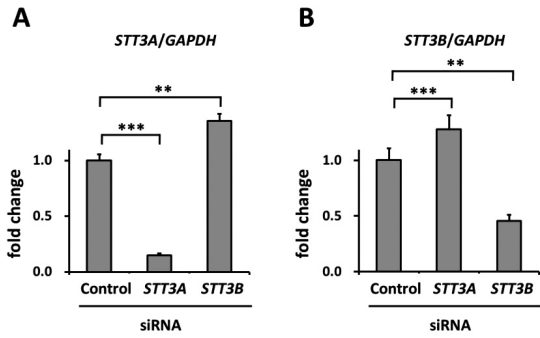 A
STT3A/GAPDH
fold change
1.0
0.5
0.0
**
***
Control STT3A STT3B
siRNA
B
STT3B/GAPDH
fold change
1.0
0.5
0.0
**
***
Control STT3A STT3B
siRNA